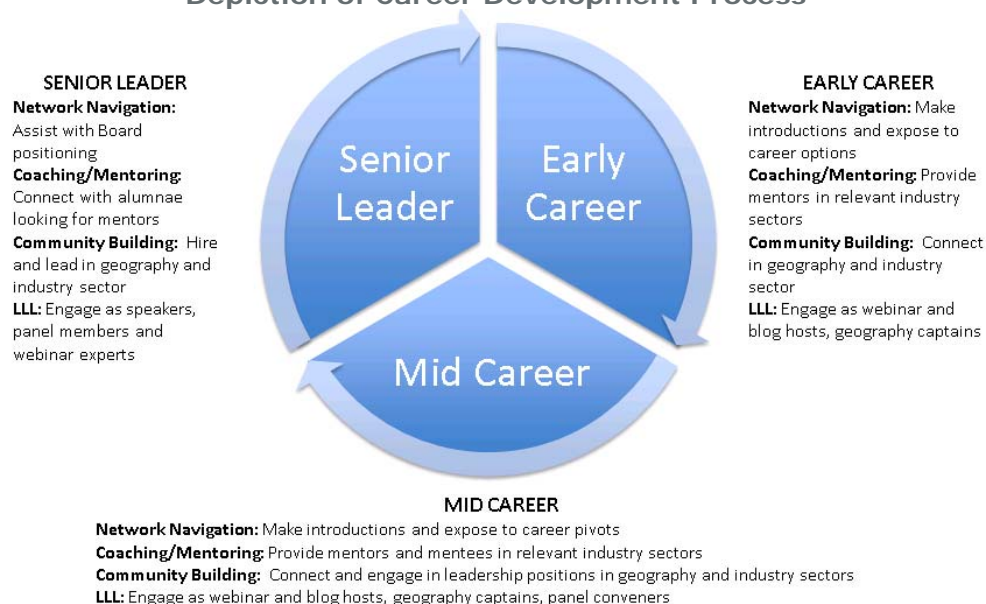 Depiction of Career Development Process
SENIOR LEADER
Network Navigation:
Assist with Board
positioning
Coaching/Mentoring:
Connect with alumnae
looking for mentors
Community Building: Hire
and lead in geography and
industry sector
LLL: Engage as speakers,
panel members and
webinar experts
Senior
Leader
Early
Career
Mid Career
EARLY CAREER
Network Navigation: Make
introductions and expose to
career options
Coaching/Mentoring: Provide
mentors in relevant industry
sectors
Community Building: Connect
in geography and industry
sector
LLL: Engage as webinar and
blog hosts, geography captains
MID CAREER
Network Navigation: Make introductions and expose to career pivots
Coaching/Mentoring: Provide mentors and mentees in relevant industry sectors
Community Building: Connect and engage in leadership positions in geography and industry sectors
LLL: Engage as webinar and blog hosts, geography captains, panel conveners